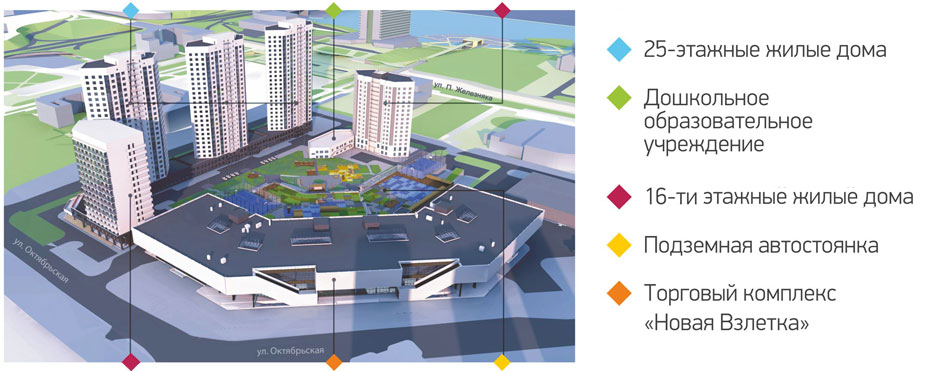 25-этажные жилые дома
Дошкольное
образовательное
учреждение
16-ти этажные жилые дома
Подземная автостоянка
Торговый комплекс
«Новая Взлетка»
ул. П. Железняка
ул. Октябрьская
ул. Октябрьская